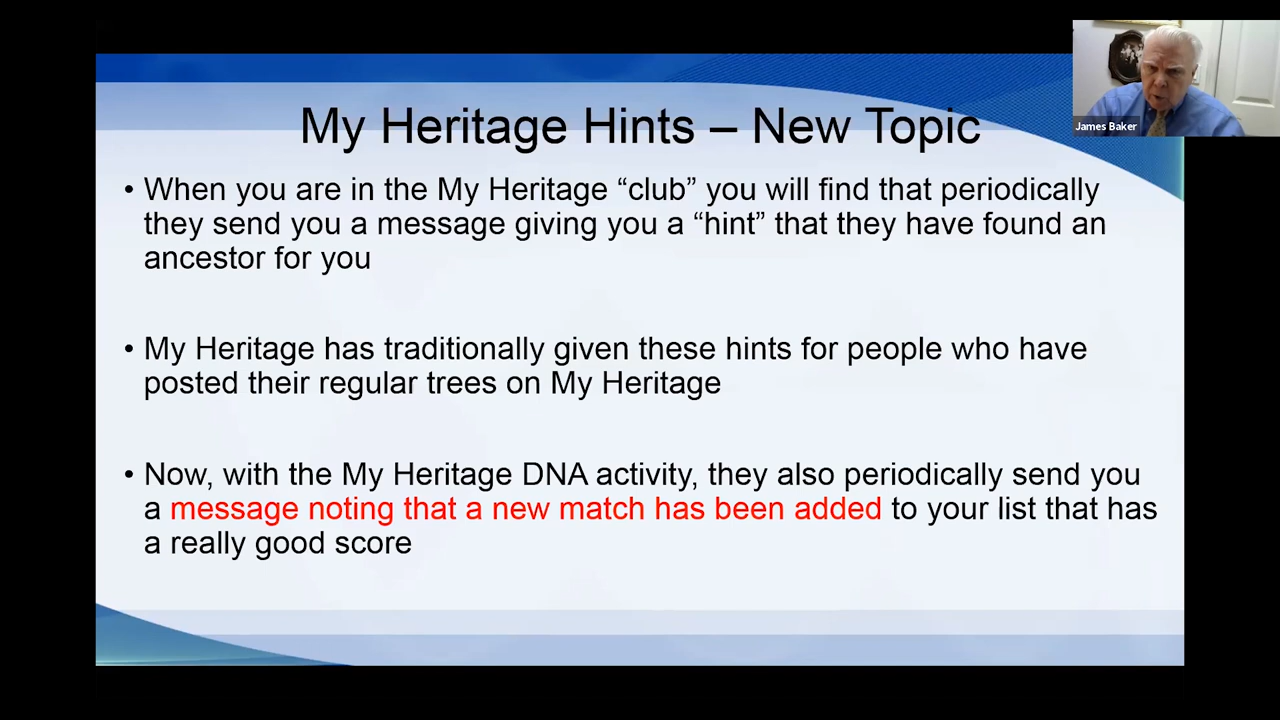 My Heritage Hints – New Topic
James Baker
• When you are in the My Heritage “club” you will find that periodically
they send you a message giving you a “hint” that they have found an
ancestor for you
• My Heritage has traditionally given these hints for people who have
posted their regular trees on My Heritage
• Now, with the My Heritage DNA activity, they also periodically send you
a message noting that a new match has been added to your list that has
a really good score